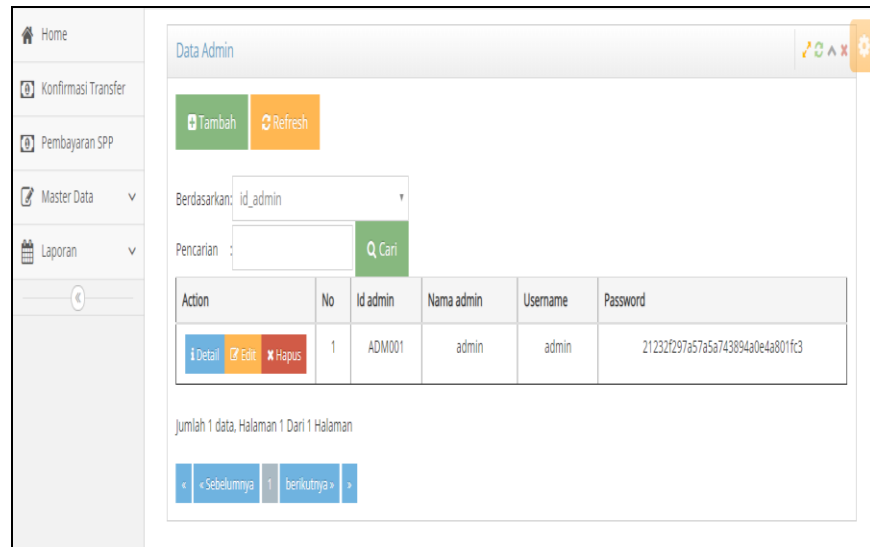 Home
Konfirmasi Transfer
Pembayaran SPP
Master Data
Laporan
Data Admin
Tambah Refresh
Berdasarkan: id_admin
Pencarian : Cari
Action No Id admin Nama admin Username Password
Detail Edit Hapus 1 ADM001 admin admin 21232f297a57a5a743894a0e4a801fc3
Jumlah 1 data, Halaman 1 Dari 1 Halaman
« « Sebelumnya 1 berikutnya » »